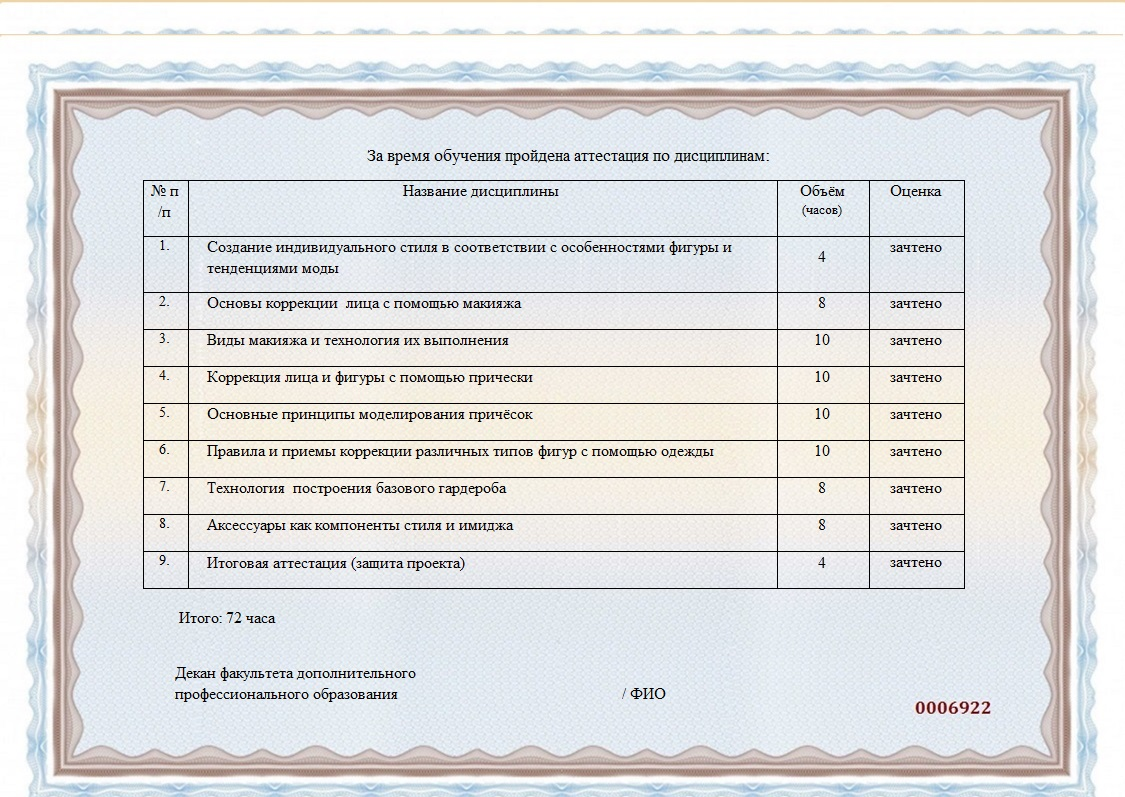 За время обучения пройдена аттестация по дисциплинам:
№ п Название дисциплины Объём Оценка
/п (часов)
1. Создание индивидуального стиля в соответствии с особенностями фигуры и 4 зачтено
тенденциями моды
2. Основы коррекции лица с помощью макияжа 8 зачтено
3. Виды макияжа и технология их выполнения 10 зачтено
4. Коррекция лица и фигуры с помощью прически 10 зачтено
5. Основные принципы моделирования причёсок 10 зачтено
6. Правила и приемы коррекции различных типов фигур с помощью одежды 10 зачтено
7. Технология построения базового гардероба 8 зачтено
8. Аксессуары как компоненты стиля и имиджа 8 зачтено
9. Итоговая аттестация (защита проекта) 4 зачтено
Итого: 72 часа
Декан факультета дополнительного
профессионального образования / ФИО
0006922